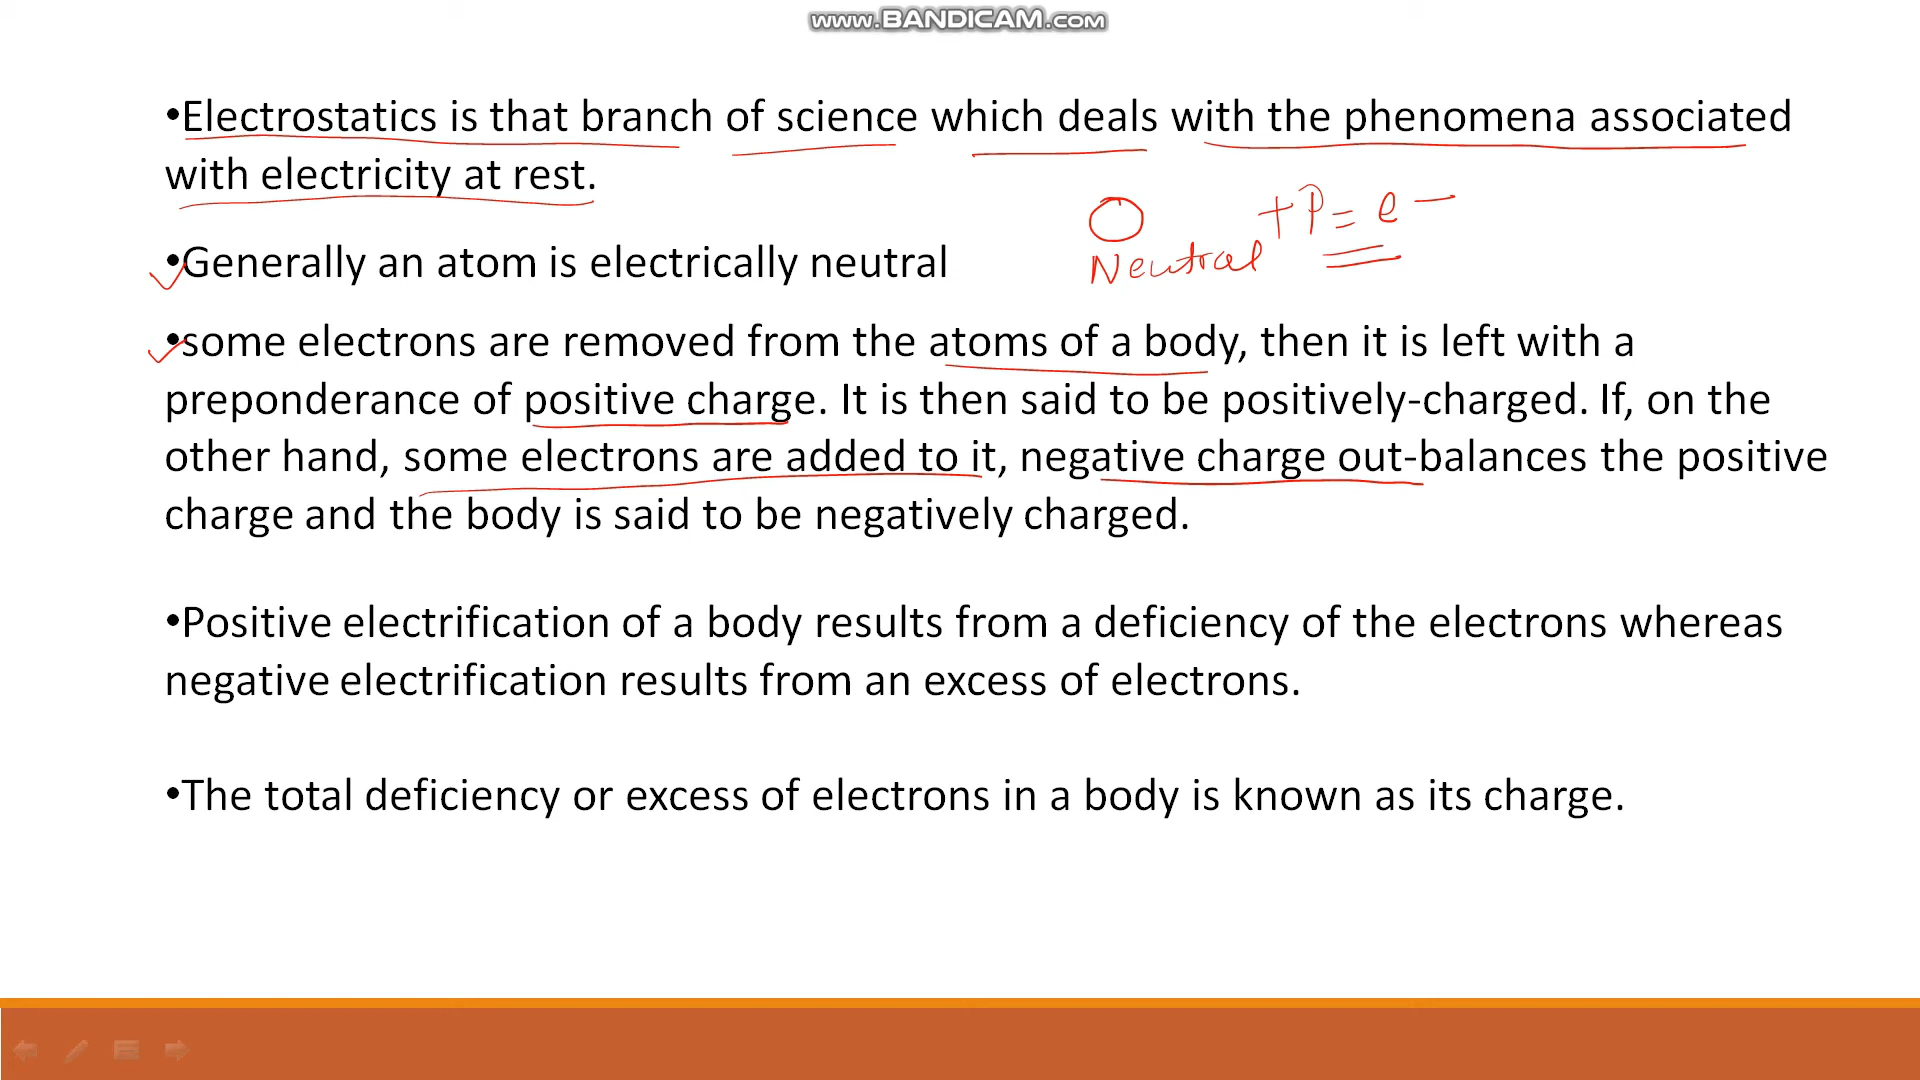 www.BANDICAM.com
•Electrostatics is that branch of science which deals with the phenomena associated
with electricity at rest.
+P = e −
•Generally an atom is electrically neutral
Neutral
•some electrons are removed from the atoms of a body, then it is left with a
preponderance of positive charge. It is then said to be positively-charged. If, on the
other hand, some electrons are added to it, negative charge out-balances the positive
charge and the body is said to be negatively charged.
•Positive electrification of a body results from a deficiency of the electrons whereas
negative electrification results from an excess of electrons.
•The total deficiency or excess of electrons in a body is known as its charge.